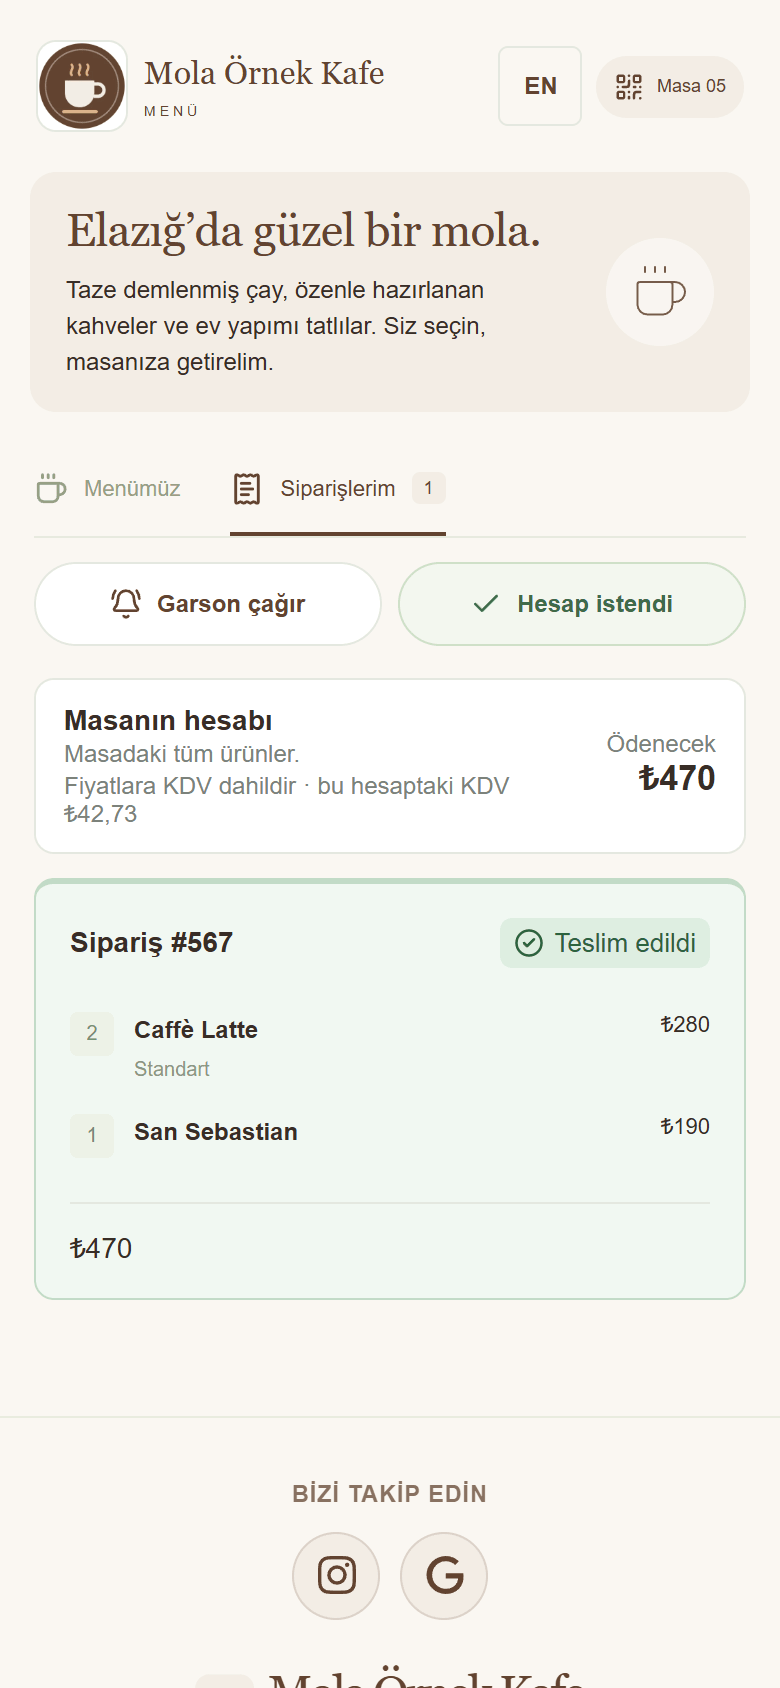 Mola Örnek Kafe
MENÜ
EN
Masa 05
Elazığ’da güzel bir mola.
Taze demlenmiş çay, özenle hazırlanan
kahveler ve ev yapımı tatlılar. Siz seçin,
masanıza getirelim.
Menümüz
Siparişlerim 1
Garson çağır
Hesap istendi
Masanın hesabı
Masadaki tüm ürünler.
Fiyatlara KDV dahildir · bu hesaptaki KDV
₺42,73
Ödenecek
₺470
Sipariş #567
Teslim edildi
2 Caffè Latte ₺280
Standart
1 San Sebastian ₺190
₺470
BİZİ TAKİP EDİN
Mola Örnek Kafe